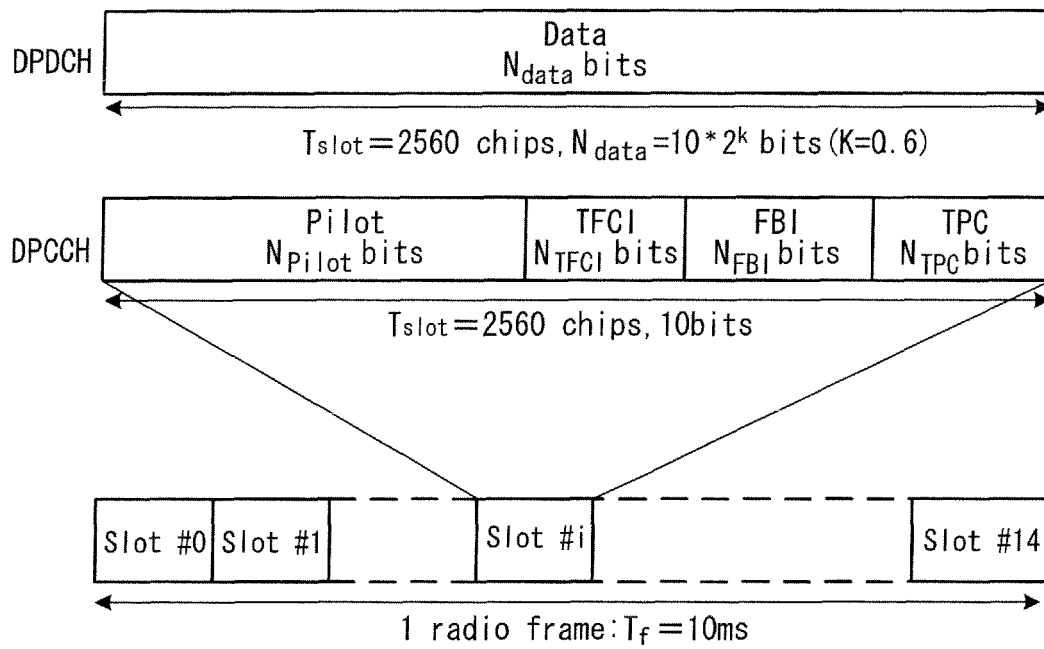 Data
DPDCH
N_data bits
T_slot=2560 chips, N_data=10*2^k bits (K=0.6)
Pilot TFCI FBI TPC
DPCCH
N_Pilot bits N_TFCI bits N_FBI bits N_TPC bits
T_slot=2560 chips, 10bits
Slot #0 Slot #1 Slot #i Slot #14
1 radio frame:T_f=10ms